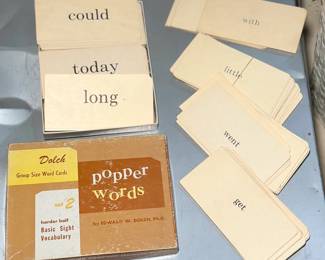 could
today
long
with
little
went
get
Dolch
Group Size Word Cards
set 2
harder half
Basic Sight
Vocabulary
popper
words
by EDWARD W. DOLCH, Ph.D.